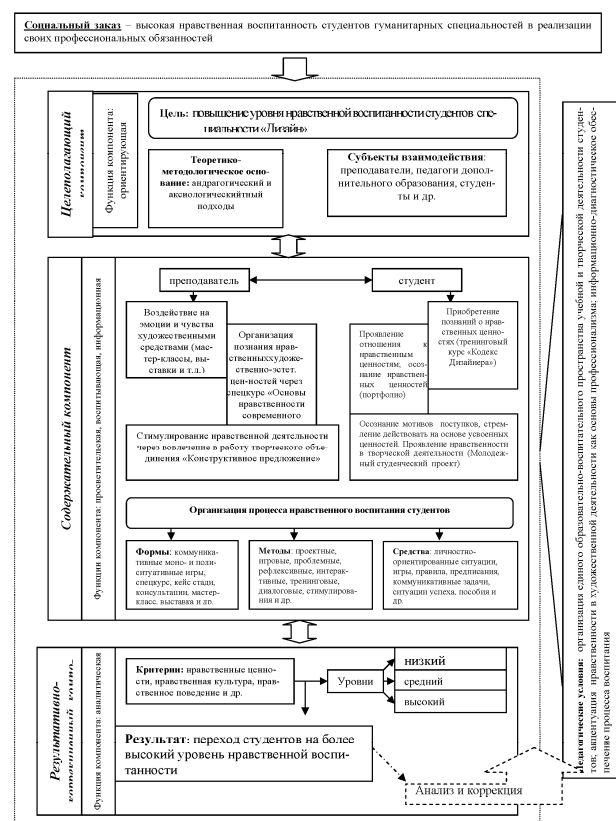 Социальный заказ – высокая нравственная воспитанность студентов гуманитарных специальностей в реализации
своих профессиональных обязанностей
Целеполагающий
Функция компонента:
ориентирующая
Цель: повышение уровня нравственной воспитанности студентов спе-
циальности «Дизайн»
Теоретико-
методологическое осно-
вание: андрагогический и
аксиологическийтный
подходы
Субъекты взаимодействия:
преподаватели, педагоги допол-
нительного образования, студен-
ты и др.
Содержательный компонент
Функции компонента: просветительская, воспитывающая, информационная
преподаватель
студент
Воздействие на
эмоции и чувства
художественными
средствами (мас-
тер-классы, вы-
ставки и т.д.)
Организация
познания нрав-
ственныххудоже-
ственно-эстет.
цен-ностей через
спецкурс «Основы
нравственности
современного
Стимулирование нравственной деятельности
через вовлечение в работу творческого объе-
динения «Конструктивное предложение»
Проявление
отношения к
нравственным
ценностям; осоз-
нание нравствен-
ных ценностей
(портфолио)
Приобретение
познаний о нрав-
ственных ценно-
стях (тренинговый
курс «Кодекс
Дизайнера»)
Осознание мотивов поступков, стрем-
ление действовать на основе усвоенных
ценностей. Проявление нравственности
в творческой деятельности (Молодеж-
ный студенческий проект)
Организация процесса нравственного воспитания студентов
Формы: коммуника-
тивные моно- и поли-
ситуативные игры,
спецкурс, кейс стади,
консультации, мастер-
класс, выставка и др.
Методы: проектные,
игровые, проблемные,
рефлексивные, интерак-
тивные, тренинговые,
диалоговые, стимулирова-
ния и др.
Средства: личностно-
ориентированные ситуации,
игры, правила, предписания,
коммуникативные задачи,
ситуации успеха, пособия и
др.
Результативно-
Функция компонента: аналитическая
Критерии: нравственные ценно-
сти, нравственная культура, нрав-
ственное поведение и др.
Уровни
низкий
средний
высокий
Результат: переход студентов на более
высокий уровень нравственной воспи-
танности
Анализ и коррекция
Педагогические условия: организация единого образовательно-воспитательного пространства учебной и творческой деятельности студен-
тов; акцентуация нравственности в художественной деятельности как основы профессионализма; информационно-диагностическое обес-
печение процесса воспитания